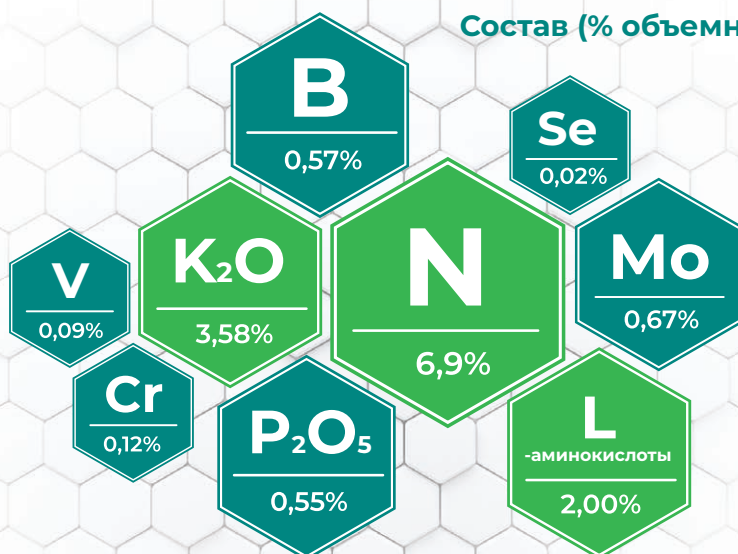 Состав (% объемн
B
0,57%
Se
0,02%
N
6,9%
K₂O
3,58%
Mo
0,67%
V
0,09%
Cr
0,12%
P₂O₅
0,55%
L
-аминокислоты
2,00%